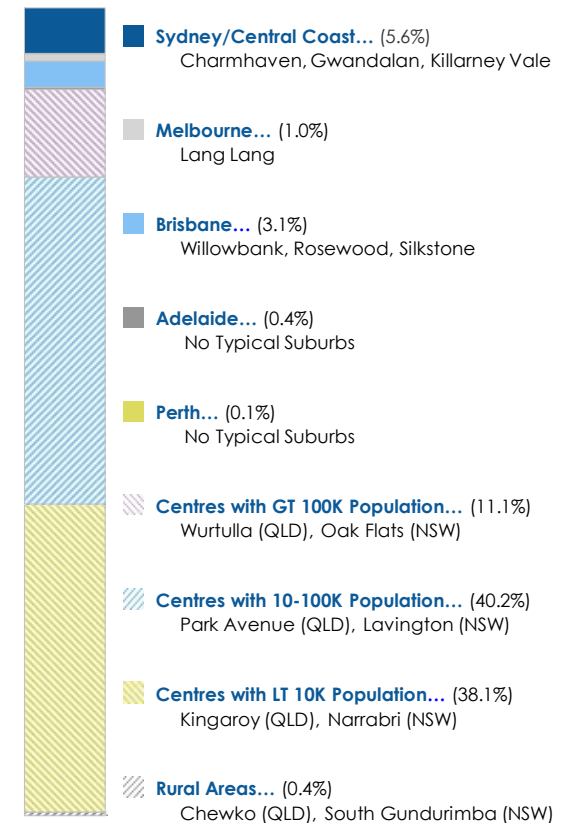 Sydney/Central Coast… (5.6%)
Charmhaven, Gwandalan, Killarney Vale
Melbourne… (1.0%)
Lang Lang
Brisbane… (3.1%)
Willowbank, Rosewood, Silkstone
Adelaide… (0.4%)
No Typical Suburbs
Perth… (0.1%)
No Typical Suburbs
Centres with GT 100K Population… (11.1%)
Wurtulla (QLD), Oak Flats (NSW)
Centres with 10-100K Population… (40.2%)
Park Avenue (QLD), Lavington (NSW)
Centres with LT 10K Population… (38.1%)
Kingaroy (QLD), Narrabri (NSW)
Rural Areas… (0.4%)
Chewko (QLD), South Gundurimba (NSW)